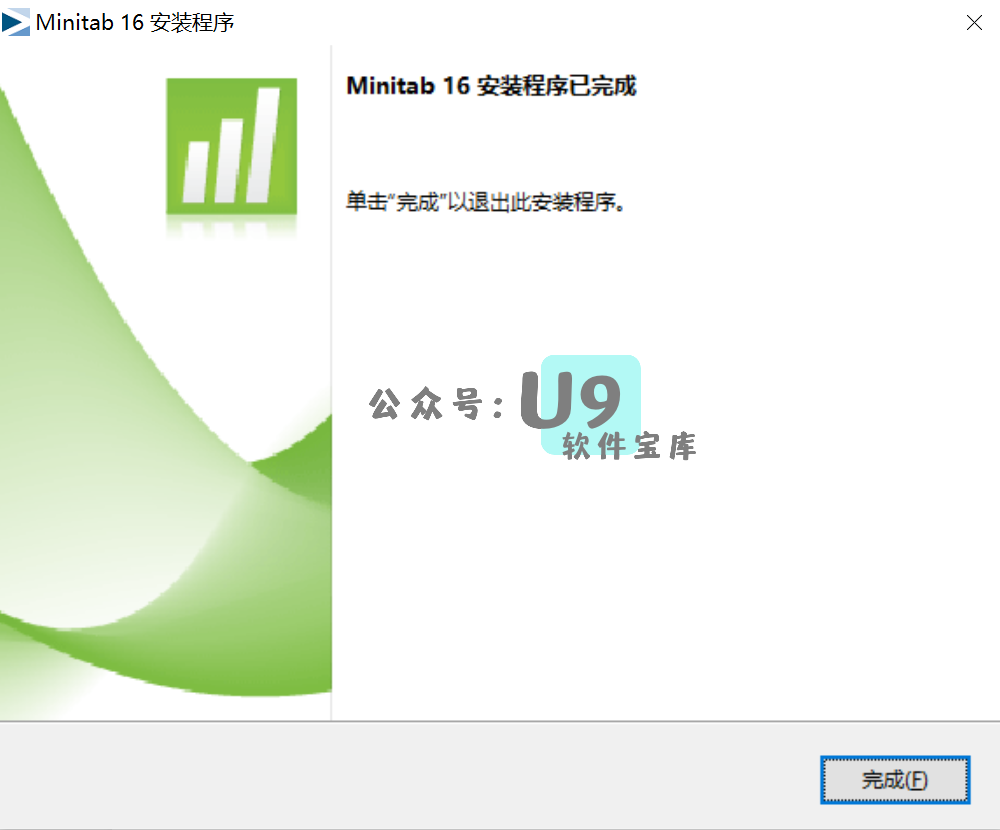 Minitab 16 安装程序
Minitab 16 安装程序已完成
单击“完成”以退出此安装程序。
公众号：U9
软件宝库
完成(F)